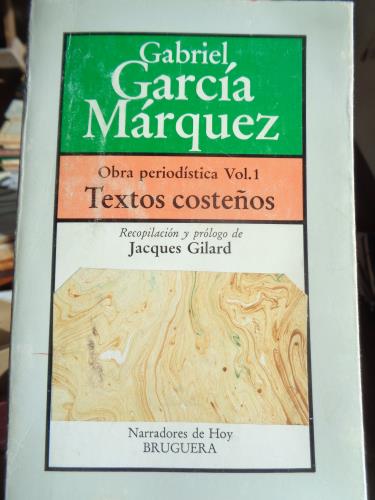 Gabriel
García
Márquez
Obra periodística Vol.1
Textos costeños
Recopilación y prólogo de
Jacques Gilard
Narradores de Hoy
BRUGUERA